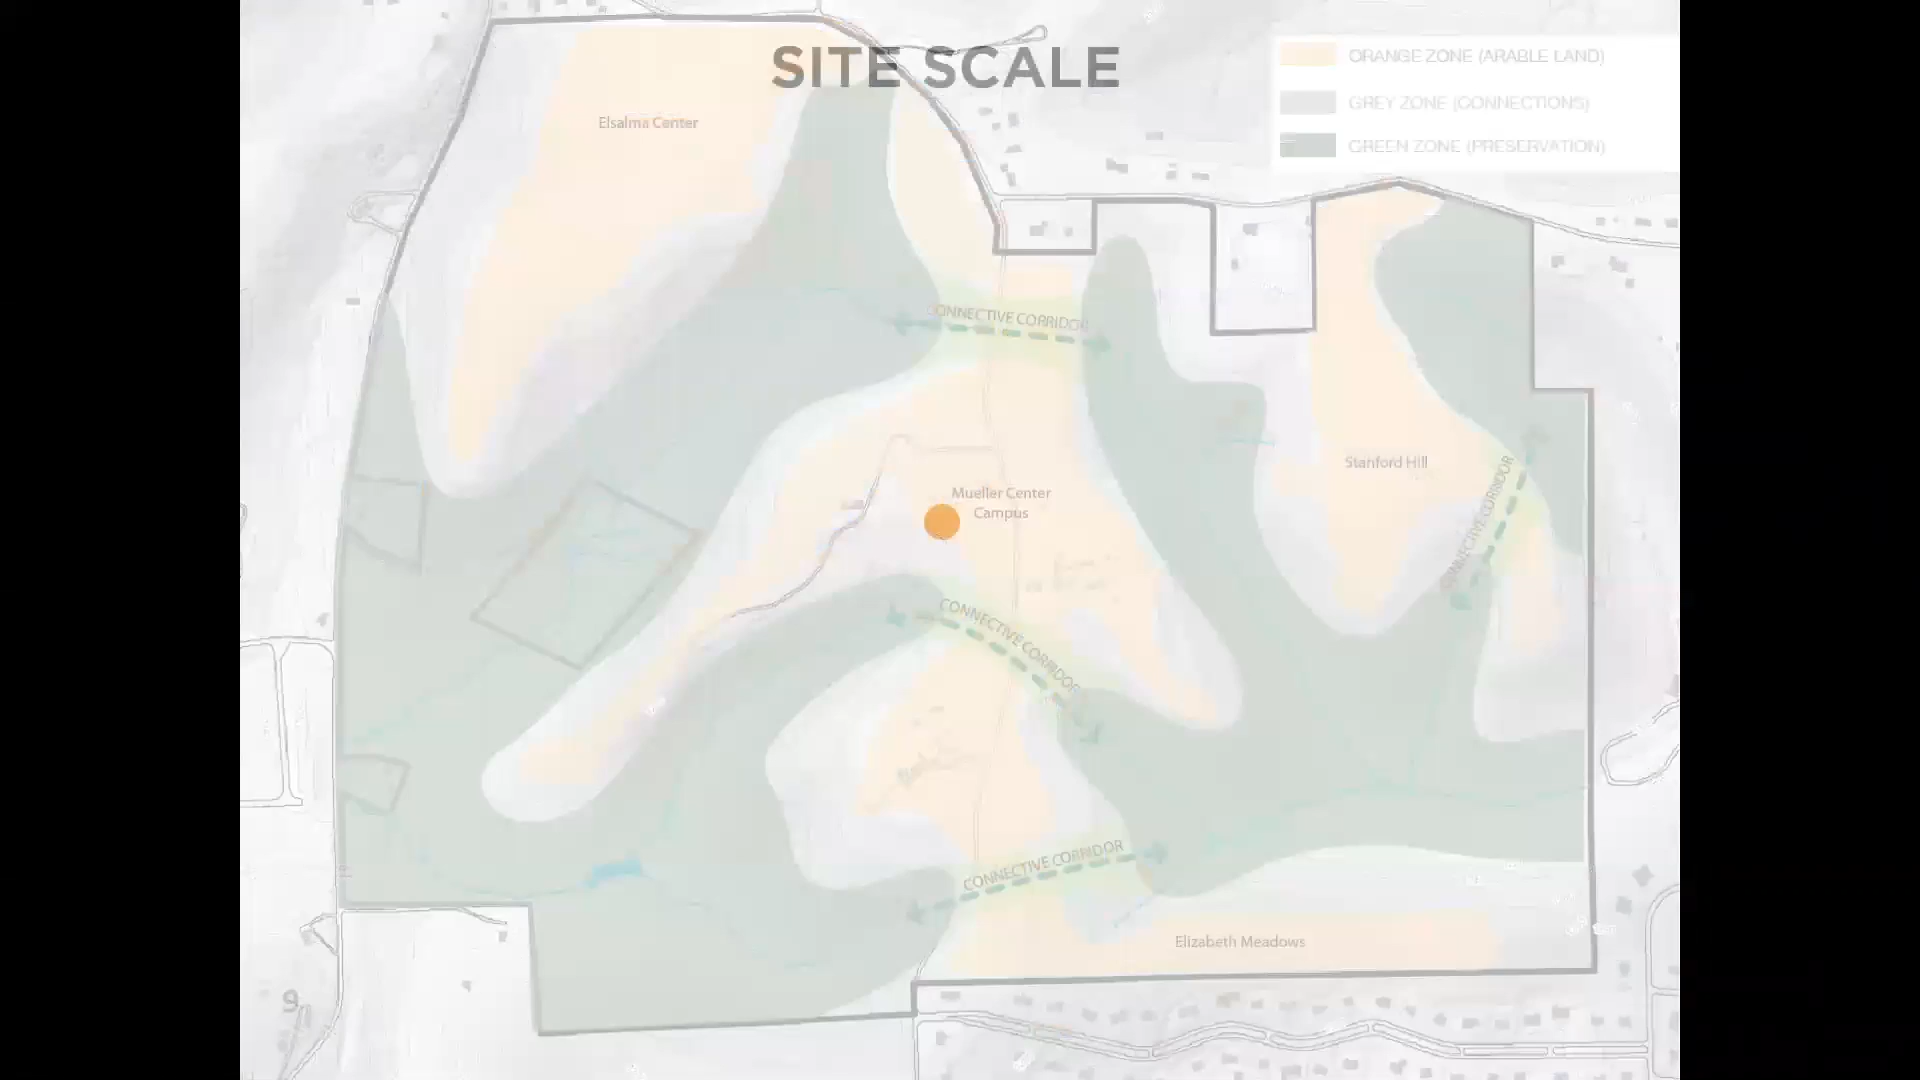 SITE SCALE
ORANGE ZONE (ARABLE LAND)
GREY ZONE (CONNECTIONS)
GREEN ZONE (PRESERVATION)
Elsalma Center
CONNECTIVE CORRIDOR
Stanford Hill
CONNECTIVE CORRIDOR
Mueller Center
Campus
CONNECTIVE CORRIDOR
CONNECTIVE CORRIDOR
Elizabeth Meadows
9